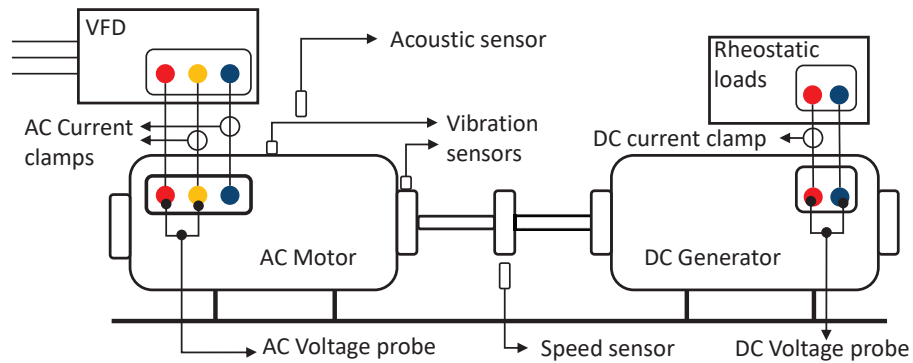 VFD
Acoustic sensor
Rheostatic
loads
AC Current
clamps
Vibration
sensors
DC current clamp
AC Motor
DC Generator
AC Voltage probe
Speed sensor
DC Voltage probe